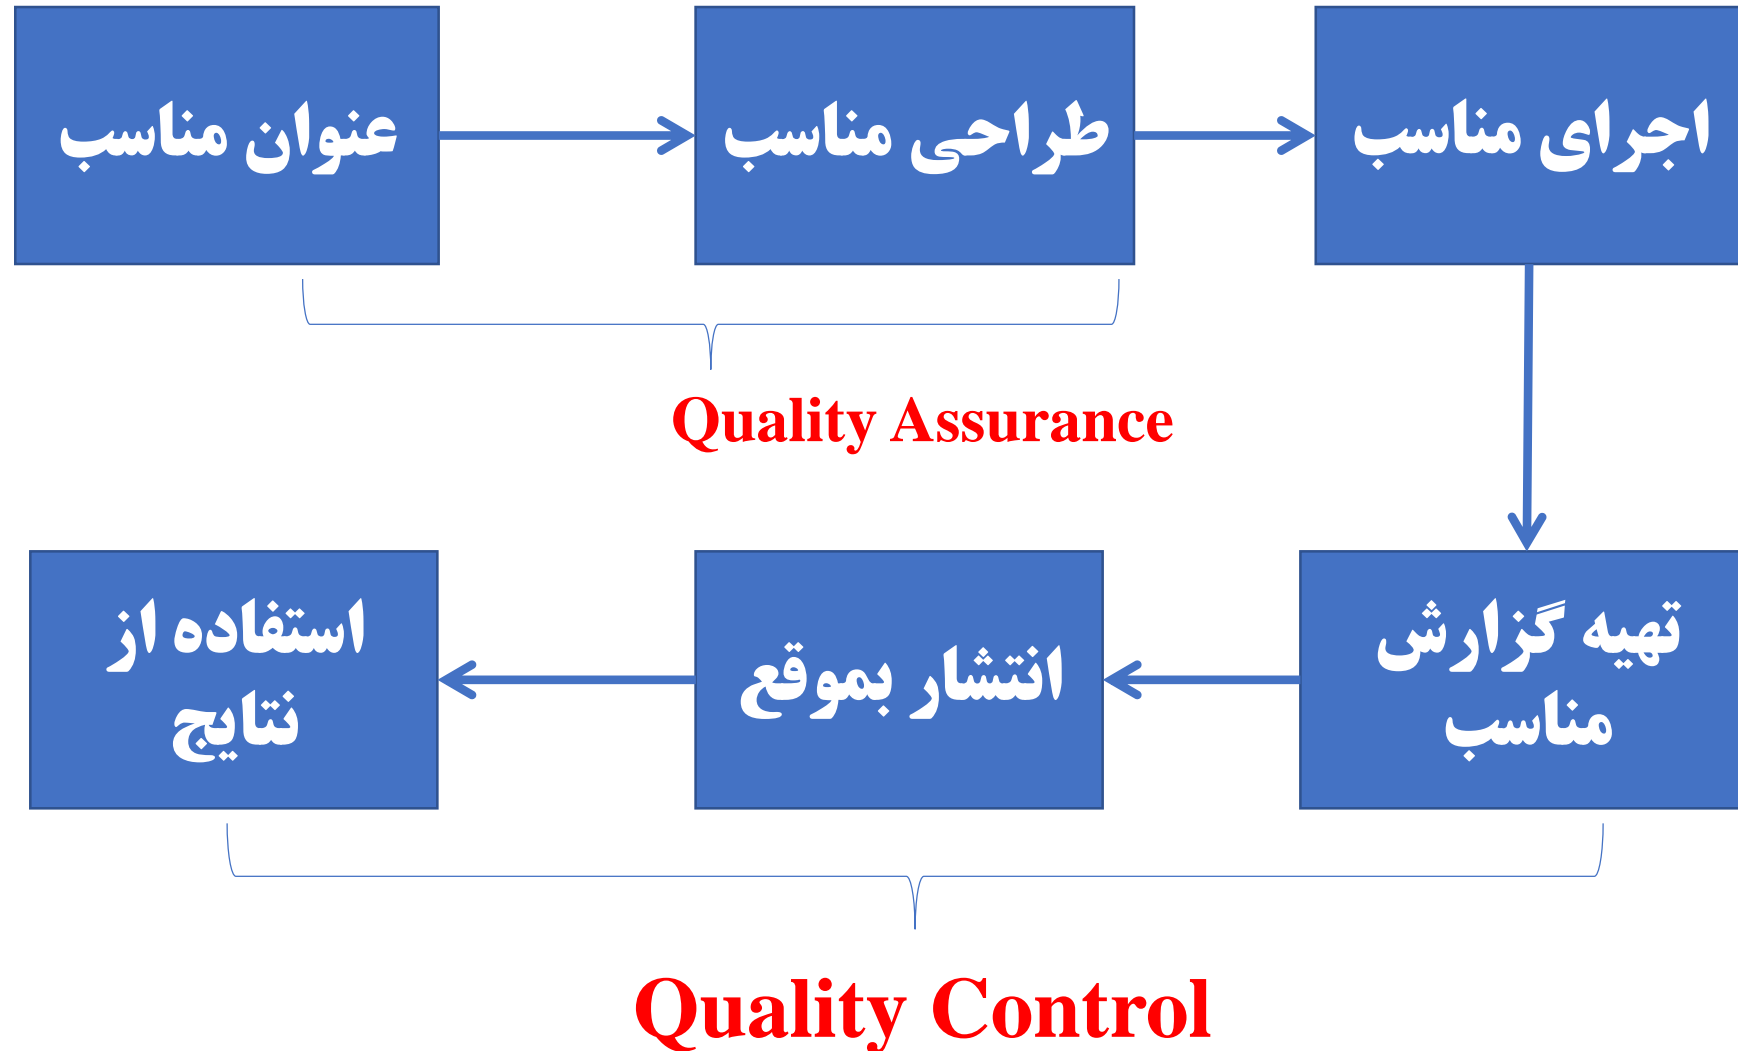 عنوان مناسب
طراحی مناسب
اجرای مناسب
Quality Assurance
تهیه گزارش
مناسب
انتشار بموقع
استفاده از
نتایج
Quality Control